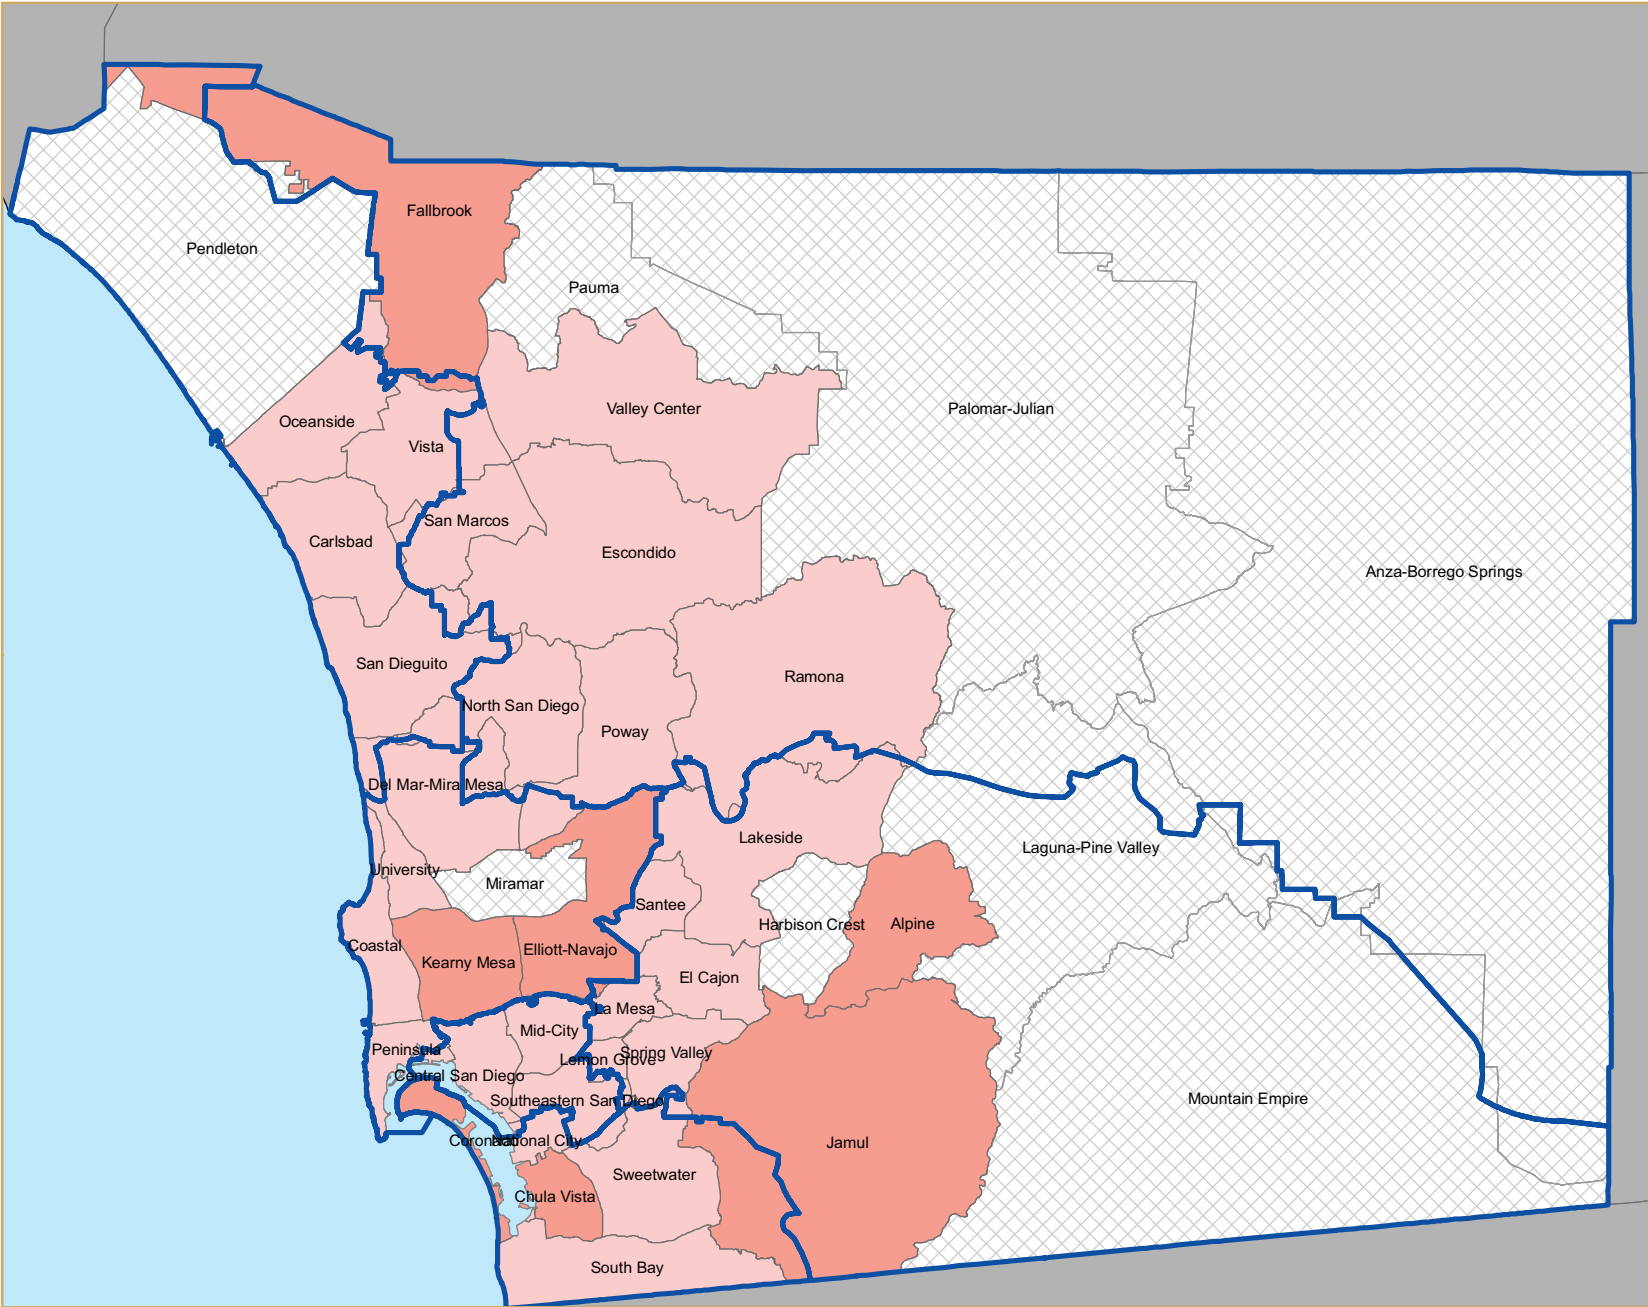 Fallbrook
Pendleton
Pauma
Valley Center
Palomar-Julian
Oceanside
Vista
San Marcos
Carlsbad
Escondido
Anza-Borrego Springs
San Dieguito
Ramona
North San Diego
Poway
Del Mar-Mira Mesa
Lakeside
Laguna-Pine Valley
University
Miramar
Santee
Harbison Crest
Alpine
Coastal
Elliott-Navajo
Kearny Mesa
El Cajon
La Mesa
Mid-City
Peninsula
Spring Valley
Lemon Grove
Central San Diego
Southeastern San Diego
Mountain Empire
Coronado
National City
Jamul
Sweetwater
Chula Vista
South Bay